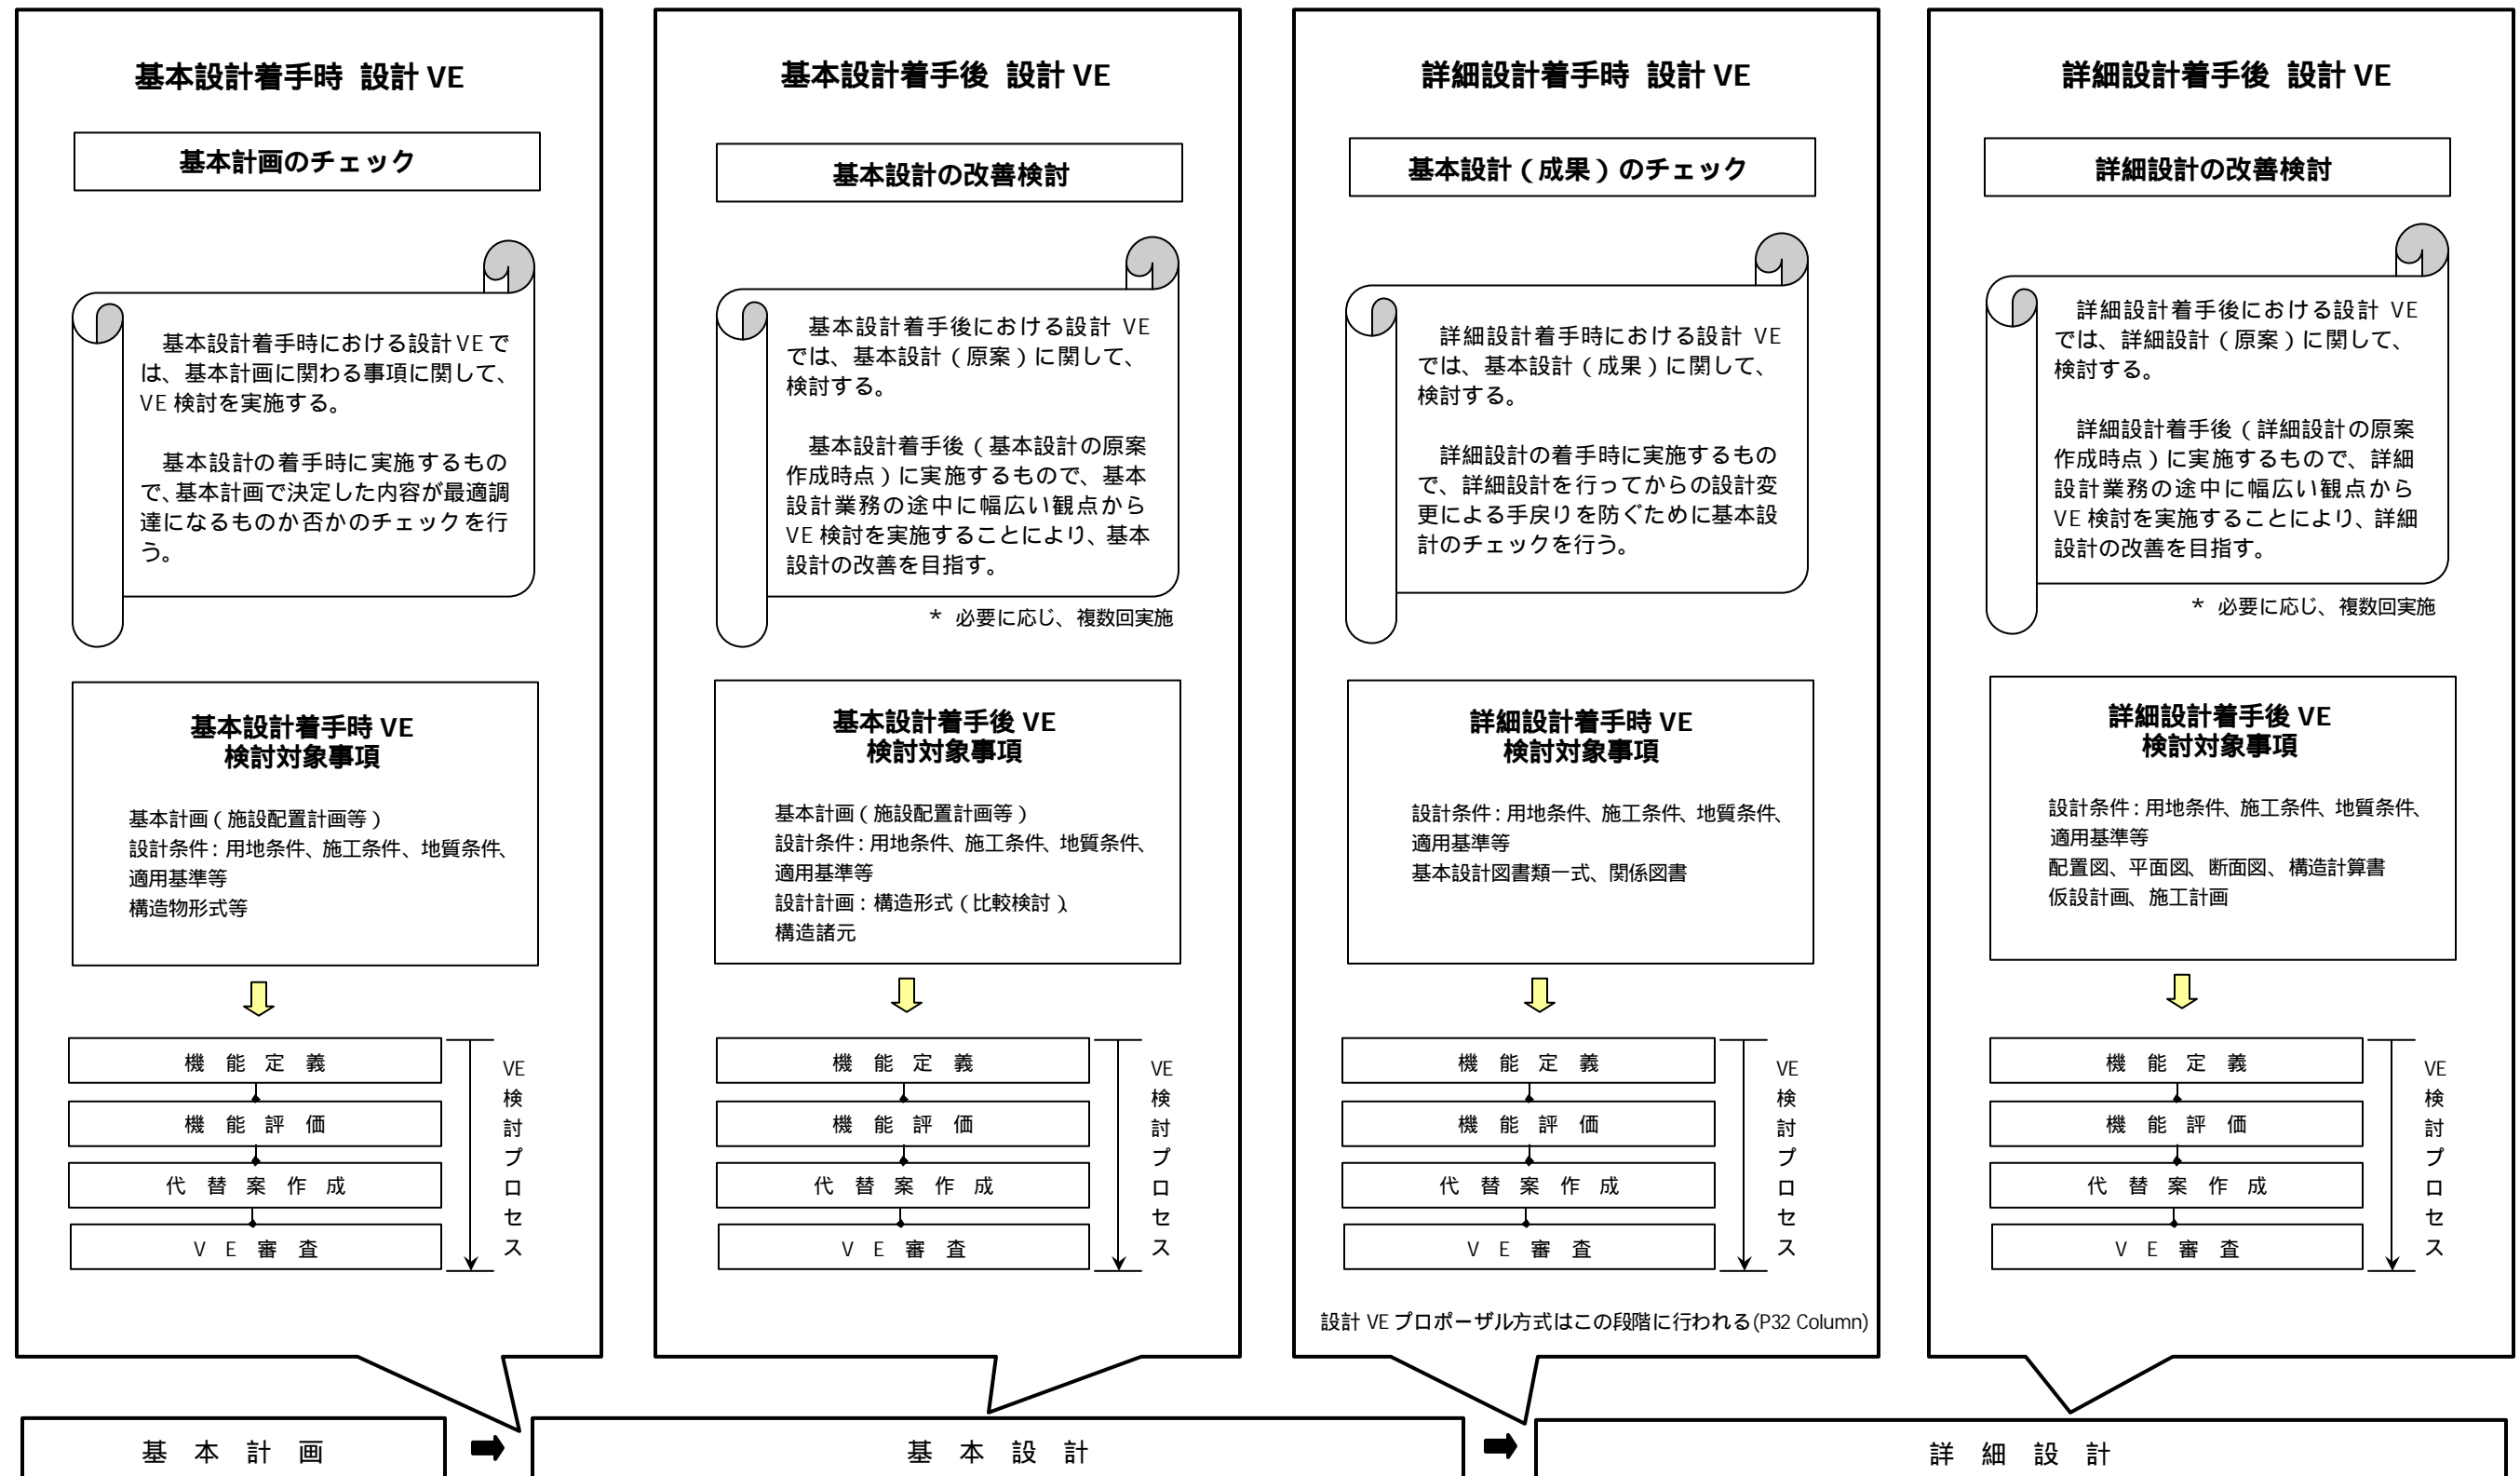 基本設計着手時 設計 VE
基本計画のチェック
基本設計着手時における設計 VE で
は、基本計画に関わる事項に関して、
VE 検討を実施する。
基本設計の着手時に実施するもの
で、基本計画で決定した内容が最適調
達になるものか否かのチェックを行
う。
基本設計着手時 VE
検討対象事項
基本計画（施設配置計画等）
設計条件：用地条件、施工条件、地質条件、
適用基準等
構造物形式等
機 能 定 義
機 能 評 価
代 替 案 作 成
V E 審 査
VE検討プロセス
基本設計着手後 設計 VE
基本設計の改善検討
基本設計着手後における設計 VE
では、基本設計（原案）に関して、
検討する。
基本設計着手後（基本設計の原案
作成時点）に実施するもので、基本
設計業務の途中に幅広い観点から
VE 検討を実施することにより、基本
設計の改善を目指す。
* 必要に応じ、複数回実施
基本設計着手後 VE
検討対象事項
基本計画（施設配置計画等）
設計条件：用地条件、施工条件、地質条件、
適用基準等
設計計画：構造形式（比較検討）、
構造諸元
機 能 定 義
機 能 評 価
代 替 案 作 成
V E 審 査
VE検討プロセス
詳細設計着手時 設計 VE
基本設計（成果）のチェック
詳細設計着手時における設計 VE
では、基本設計（成果）に関して、
検討する。
詳細設計の着手時に実施するもの
で、詳細設計を行ってからの設計変
更による手戻りを防ぐために基本設
計のチェックを行う。
詳細設計着手時 VE
検討対象事項
設計条件：用地条件、施工条件、地質条件、
適用基準等
基本設計図書類一式、関係図書
機 能 定 義
機 能 評 価
代 替 案 作 成
V E 審 査
VE検討プロセス
設計 VE プロポーザル方式はこの段階に行われる(P32 Column)
詳細設計着手後 設計 VE
詳細設計の改善検討
詳細設計着手後における設計 VE
では、詳細設計（原案）に関して、
検討する。
詳細設計着手後（詳細設計の原案
作成時点）に実施するもので、詳細
設計業務の途中に幅広い観点から
VE 検討を実施することにより、詳細
設計の改善を目指す。
* 必要に応じ、複数回実施
詳細設計着手後 VE
検討対象事項
設計条件：用地条件、施工条件、地質条件、
適用基準等
配置図、平面図、断面図、構造計算書
仮設計画、施工計画
機 能 定 義
機 能 評 価
代 替 案 作 成
V E 審 査
VE検討プロセス
基 本 計 画
基 本 設 計
詳 細 設 計